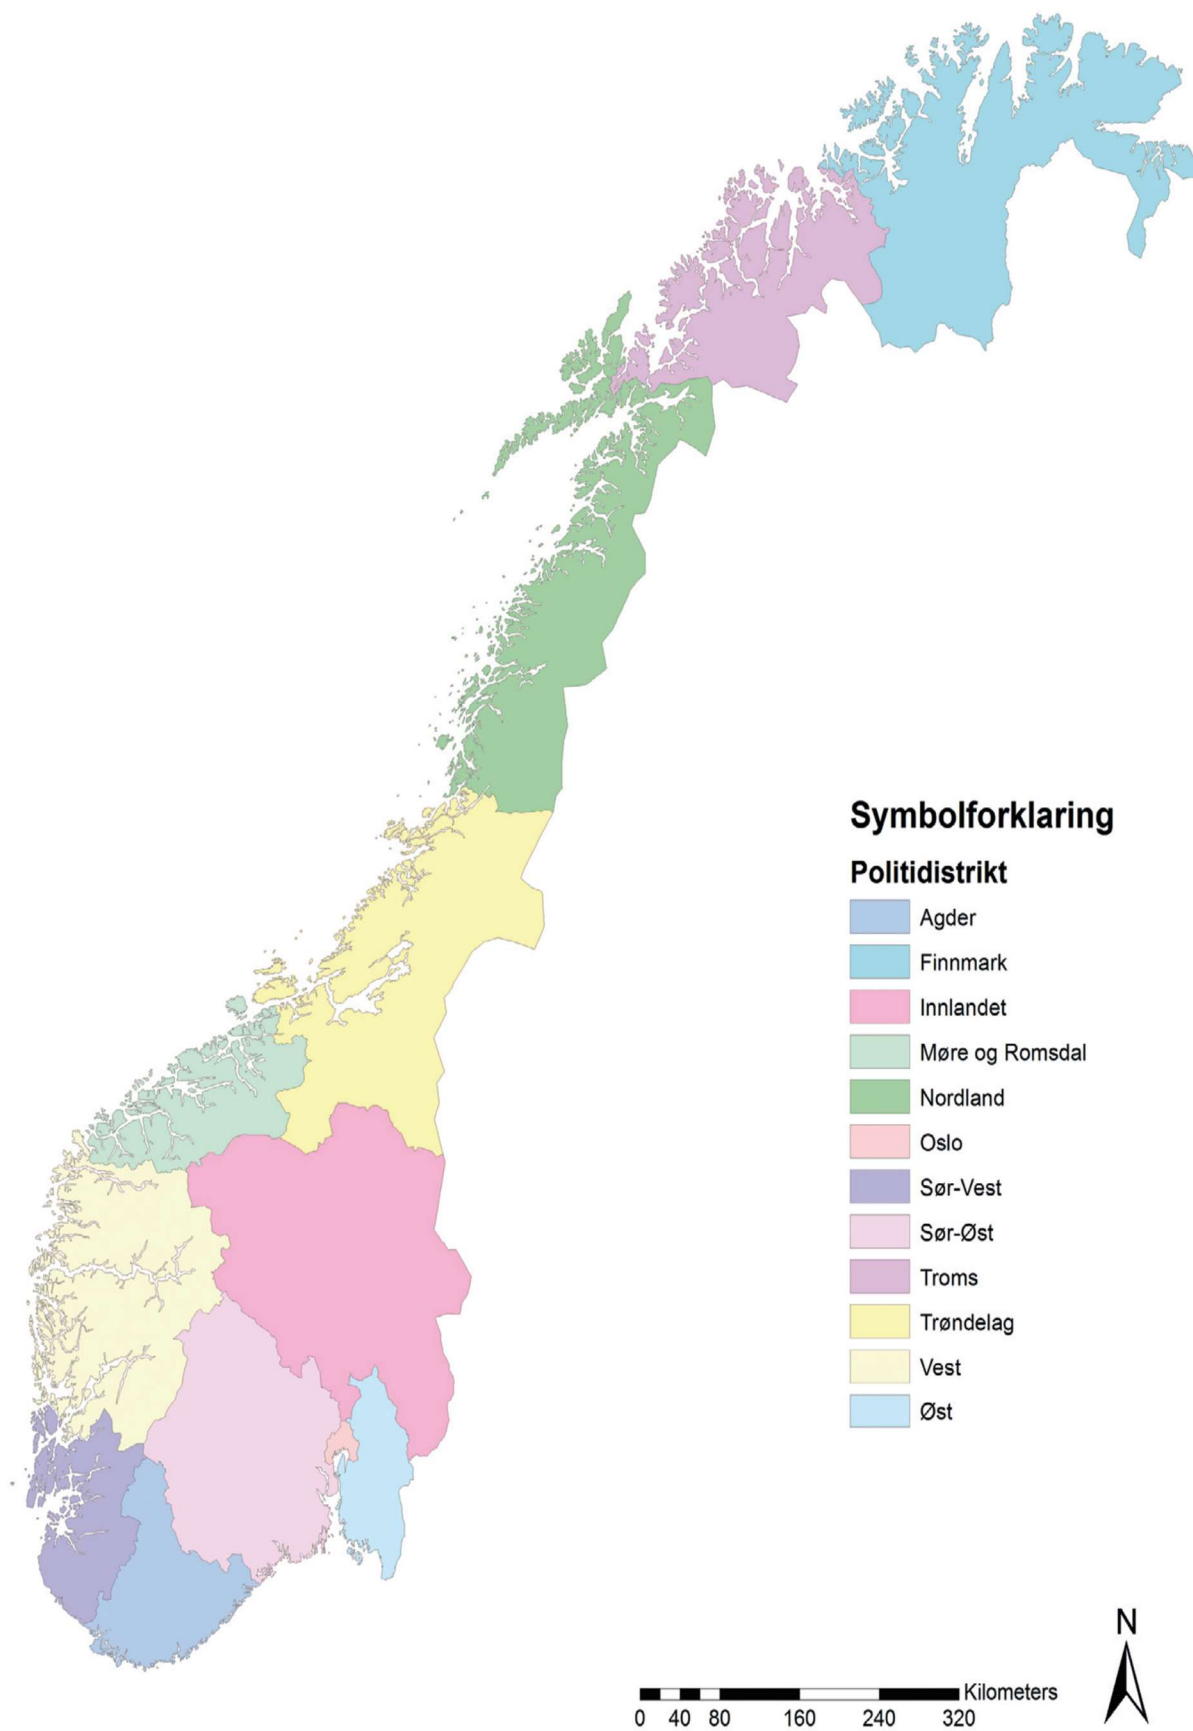 Symbolforklaring
Politidistrikt
Agder
Finnmark
Innlandet
Møre og Romsdal
Nordland
Oslo
Sør-Vest
Sør-Øst
Troms
Trøndelag
Vest
Øst
N
Kilometers
0 40 80 160 240 320